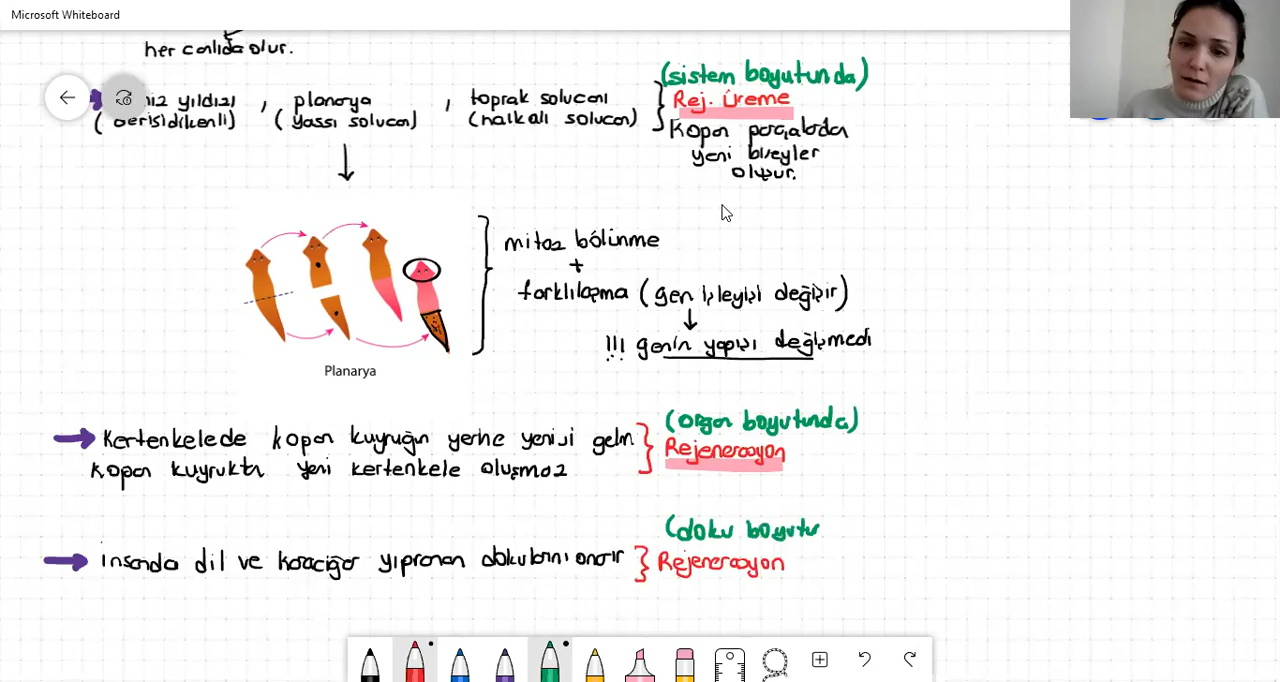 Microsoft Whiteboard
her canlıda olur.
(sistem boyutunda)
yıldızı , planarya , toprak solucanı
(derisidikenli) (yassı solucan) (halkalı solucan)
Rej. üreme
Kopan parçalardan
yeni bireyler
oluşur.
mitoz bölünme
+
farklılaşma (gen işleyişi değişir)
!!! genin yapısı değişmedi
Planarya
(organ boyutunda)
Kertenkelede kopan kuyruğun yerine yenisi gelir
Rejenerasyon
kopan kuyruktan yeni kertenkele oluşmaz
(doku boyutu
insanda dil ve karaciğer yıpranan dokularını onarır
Rejenerasyon